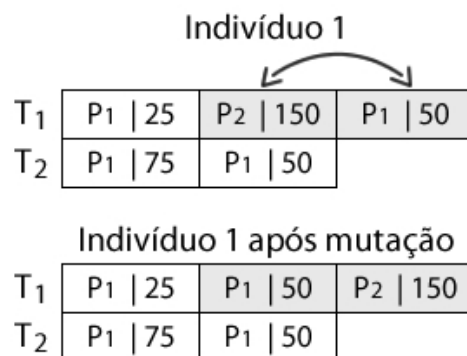 Indivíduo 1
T1 P1 | 25 P2 | 150 P1 | 50
T2 P1 | 75 P1 | 50
Indivíduo 1 após mutação
T1 P1 | 25 P1 | 50 P2 | 150
T2 P1 | 75 P1 | 50